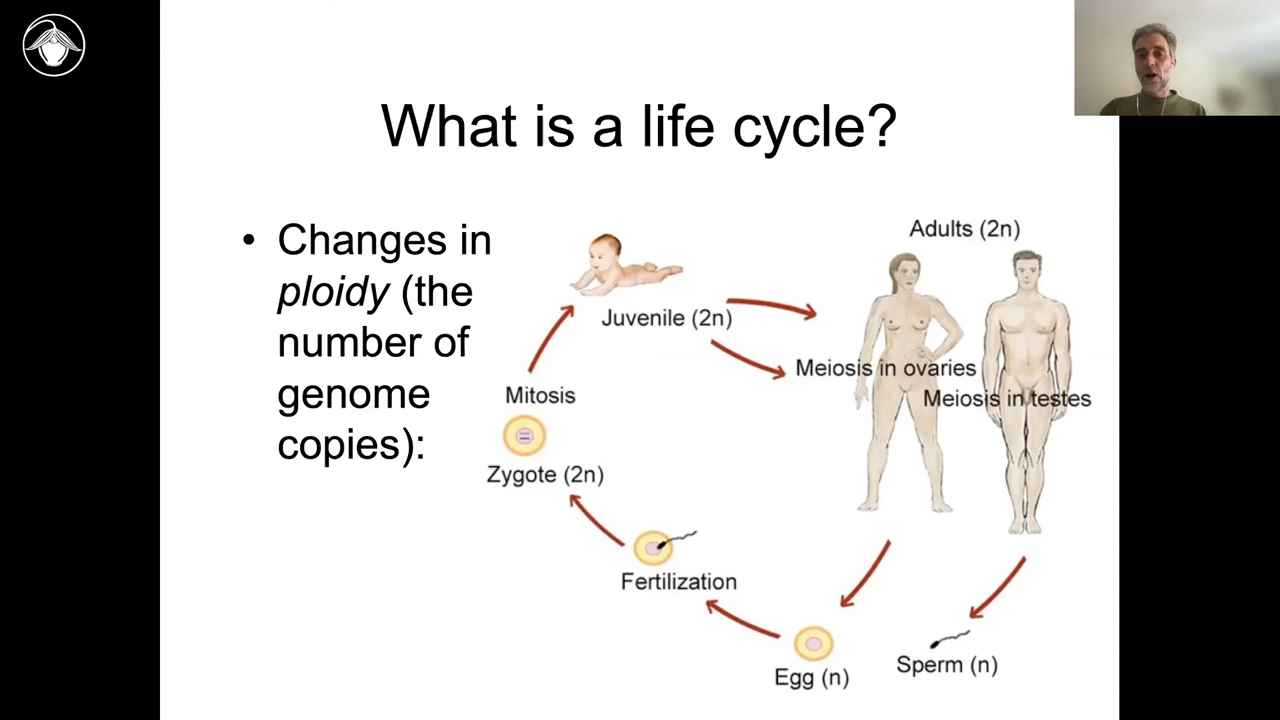 What is a life cycle?
• Changes in
ploidy (the
number of
genome
copies):
Adults (2n)
Juvenile (2n)
Meiosis in ovaries
Meiosis in testes
Mitosis
Zygote (2n)
Fertilization
Egg (n)
Sperm (n)